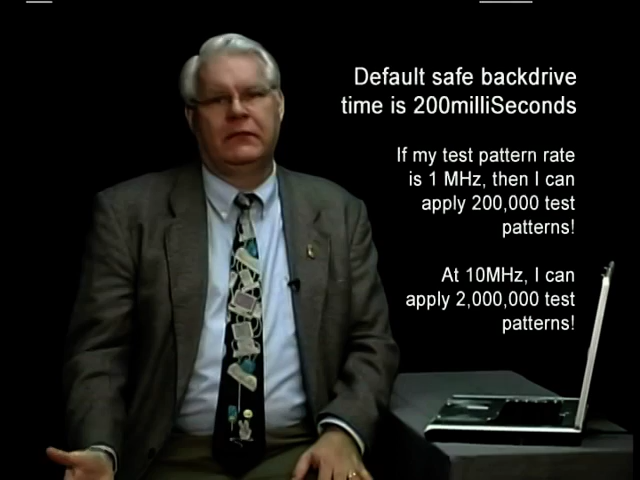 Default safe backdrive
time is 200milliSeconds
If my test pattern rate
is 1 MHz, then I can
apply 200,000 test
patterns!
At 10MHz, I can
apply 2,000,000 test
patterns!